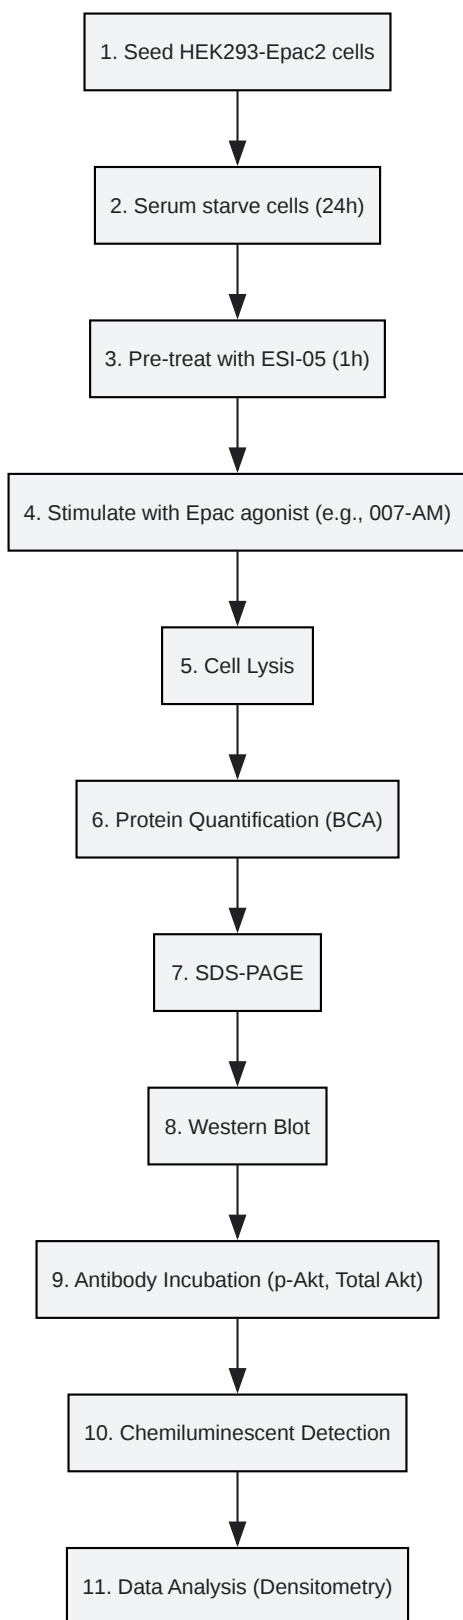 1. Seed HEK293-Epac2 cells
2. Serum starve cells (24h)
3. Pre-treat with ESI-05 (1h)
4. Stimulate with Epac agonist (e.g., 007-AM)
5. Cell Lysis
6. Protein Quantification (BCA)
7. SDS-PAGE
8. Western Blot
9. Antibody Incubation (p-Akt, Total Akt)
10. Chemiluminescent Detection
11. Data Analysis (Densitometry)